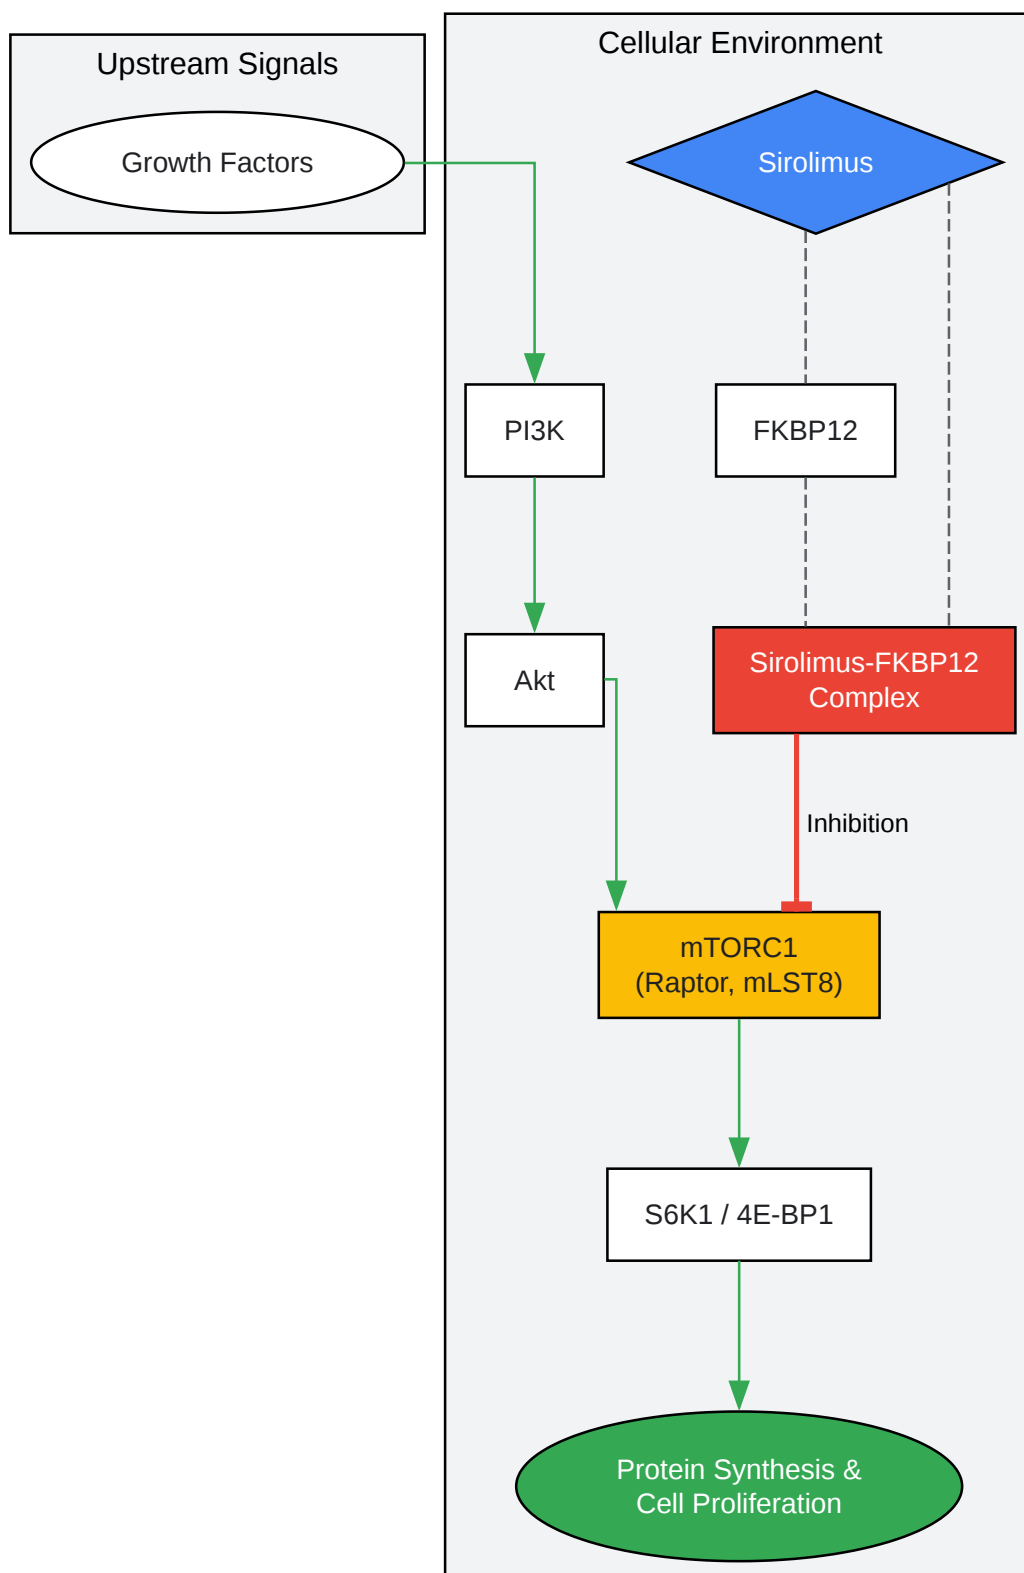 Upstream Signals
Growth Factors
Cellular Environment
Sirolimus
PI3K
FKBP12
Akt
Sirolimus-FKBP12
Complex
Inhibition
mTORC1
(Raptor, mLST8)
S6K1 / 4E-BP1
Protein Synthesis &
Cell Proliferation